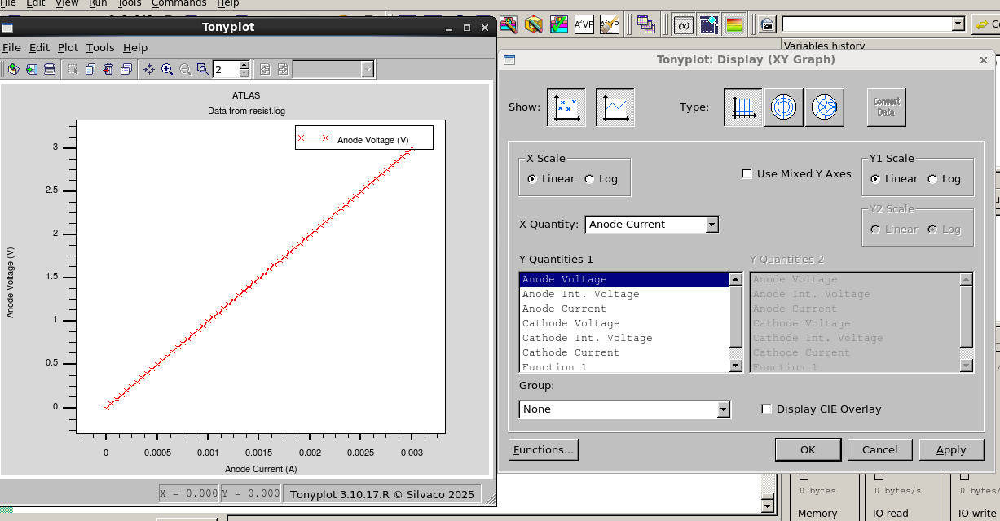 File Edit View Run Tools Commands Help
Tonyplot
File Edit Plot Tools Help
2
ATLAS
Data from resist.log
Anode Voltage (V)
3
2.5
2
1.5
1
0.5
0
Anode Voltage (V)
0 0.0005 0.001 0.0015 0.002 0.0025 0.003
Anode Current (A)
X = 0.000 Y = 0.000 Tonyplot 3.10.17.R © Silvaco 2025
A²VP
(x)
Variables history
Tonyplot: Display (XY Graph)
Show: Type: Convert Data
X Scale
Linear Log
Use Mixed Y Axes
Y1 Scale
Linear Log
X Quantity: Anode Current
Y2 Scale
Linear Log
Y Quantities 1
Anode Voltage
Anode Int. Voltage
Anode Current
Cathode Voltage
Cathode Int. Voltage
Cathode Current
Function 1
Y Quantities 2
Anode Voltage
Anode Int. Voltage
Anode Current
Cathode Voltage
Cathode Int. Voltage
Cathode Current
Function 1
Group:
None
Display CIE Overlay
Functions... OK Cancel Apply
0 bytes 0 bytes/s 0 bytes/
Memory IO read IO write